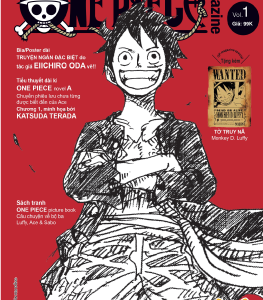 ONE PIECE
magazine
Vol.1
Giá: 99K
Bìa/Poster dài
TRUYỆN NGẮN ĐẶC BIỆT do
tác giả EIICHIRO ODA vẽ!!
Tiểu thuyết dài kì
ONE PIECE novel A
Chuyến phiêu lưu chưa từng
được biết đến của Ace
Chương 1, minh họa bởi
KATSUDA TERADA
Tặng kèm
WANTED
TỜ TRUY NÃ
Monkey D. Luffy
Sách tranh
ONE PIECE picture book
Câu chuyện về bộ ba
Luffy, Ace & Sabo